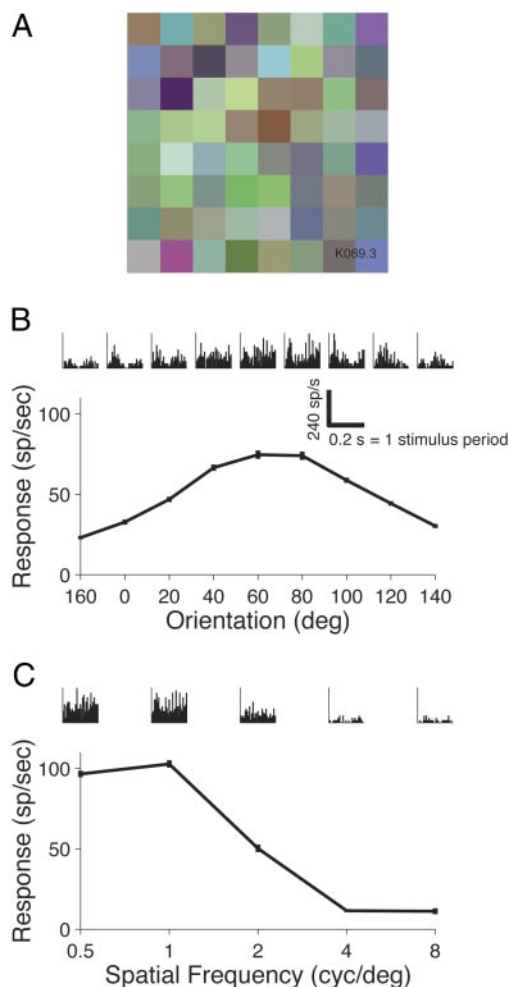 A
K069.3
B
240 sp/s
0.2 s = 1 stimulus period
Response (sp/sec)
100
50
0
160 0 20 40 60 80 100 120 140
Orientation (deg)
C
Response (sp/sec)
100
50
0
0.5 1 2 4 8
Spatial Frequency (cyc/deg)